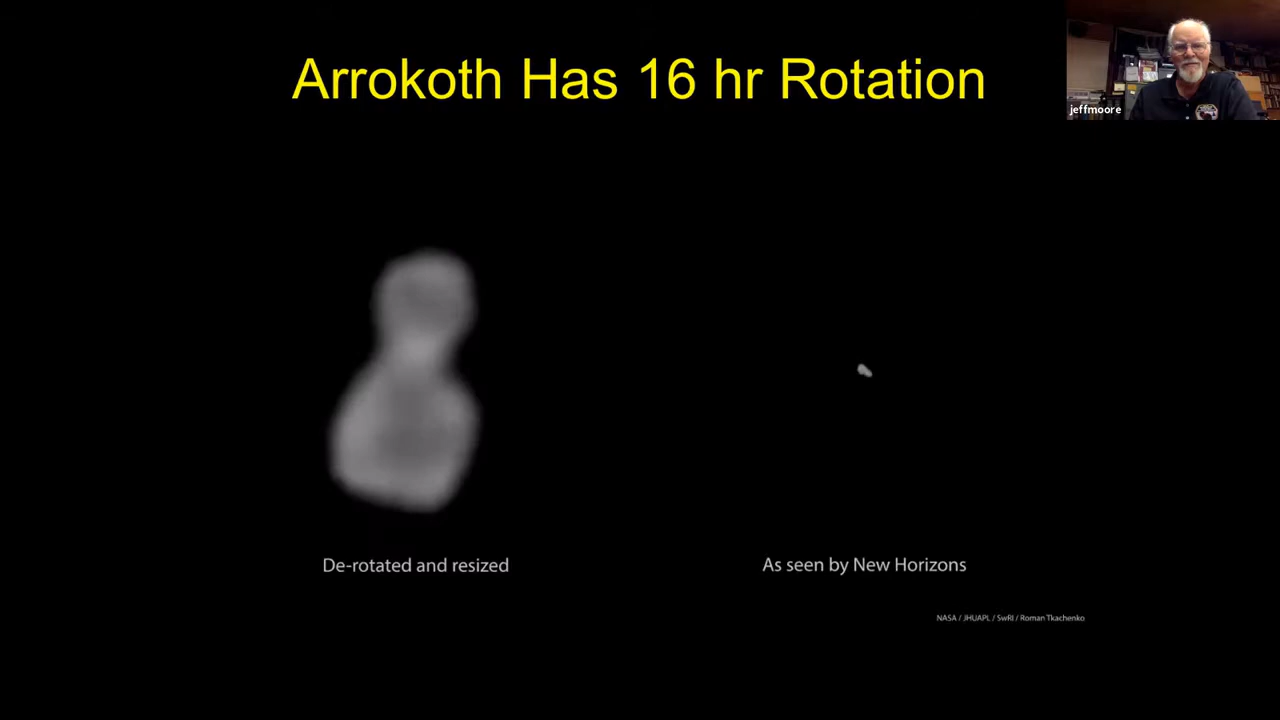 Arrokoth Has 16 hr Rotation
jeffmoore
De-rotated and resized
As seen by New Horizons
NASA / JHUAPL / SwRI / Roman Tkachenko